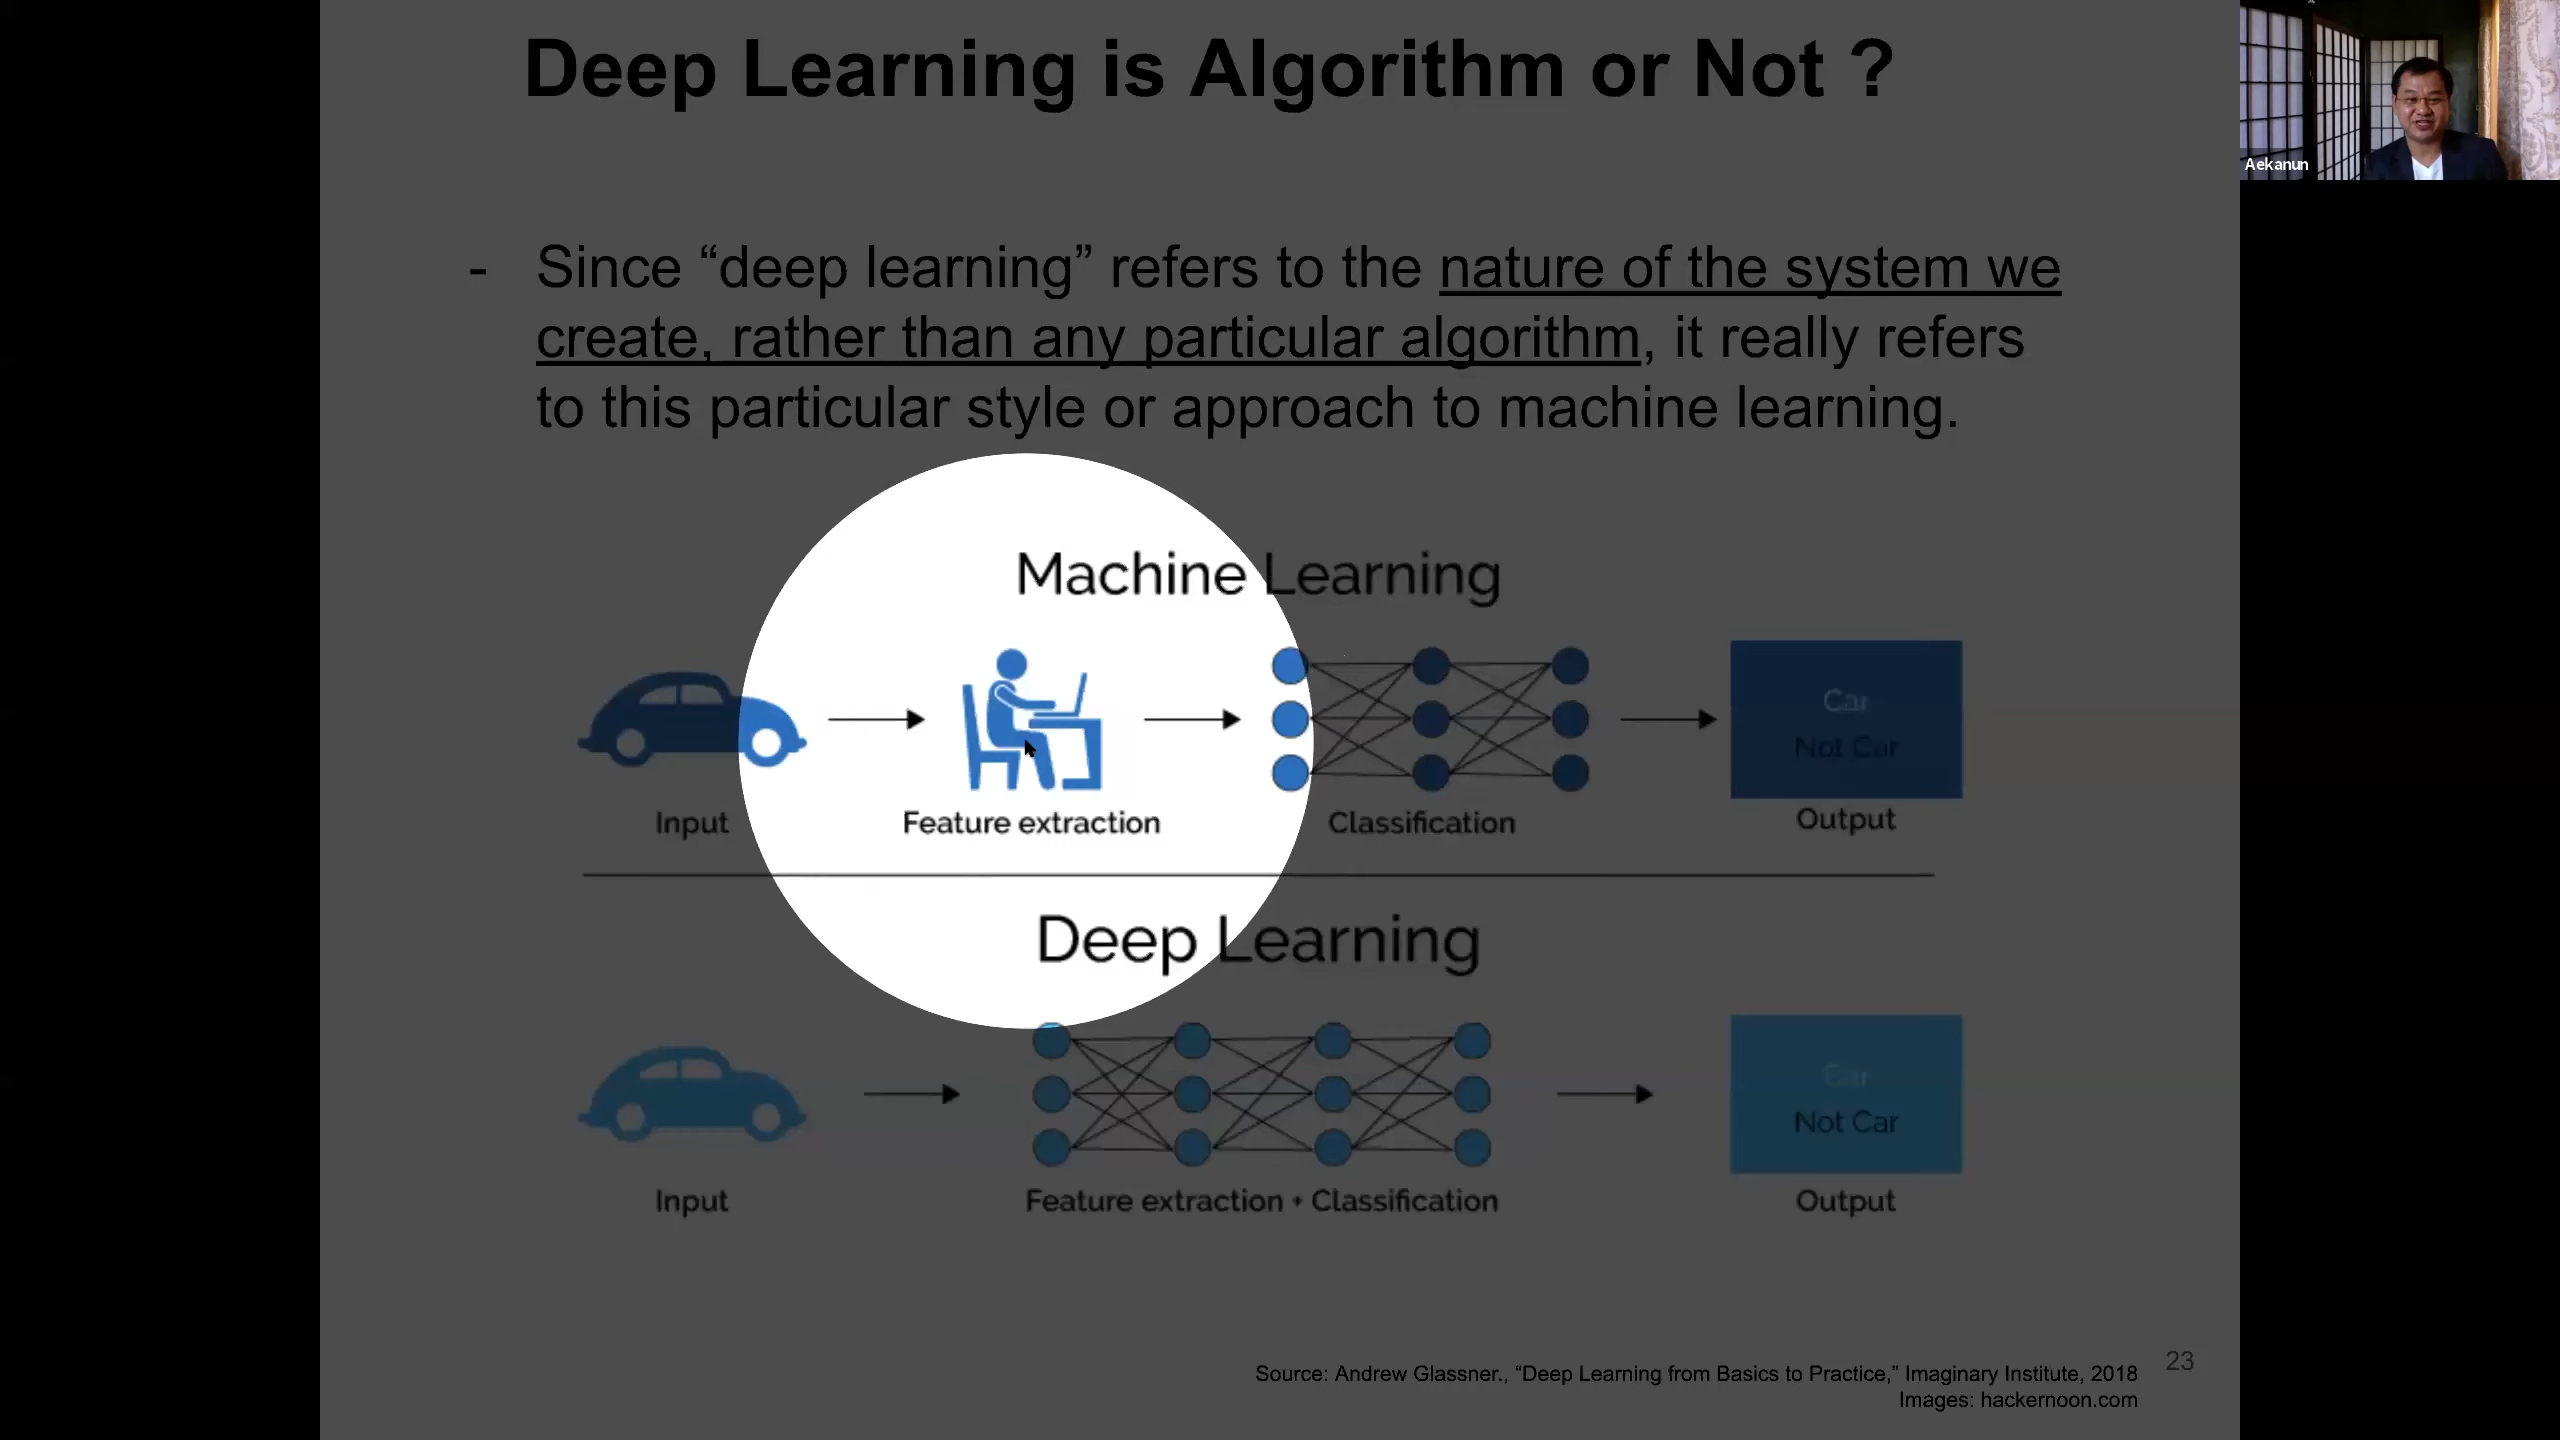 Deep Learning is Algorithm or Not ?
Aekanun
- Since “deep learning” refers to the nature of the system we
create, rather than any particular algorithm, it really refers
to this particular style or approach to machine learning.
Machine Learning
Car
Not Car
Input
Feature extraction
Classification
Output
Deep Learning
Car
Not Car
Input
Feature extraction + Classification
Output
Source: Andrew Glassner., “Deep Learning from Basics to Practice,” Imaginary Institute, 2018
Images: hackernoon.com
23